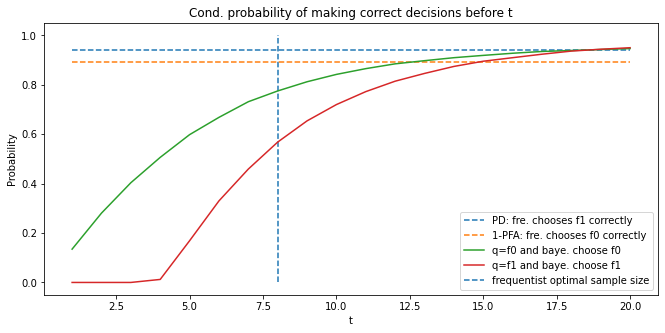 Cond. probability of making correct decisions before t
Probability
1.0
0.8
0.6
0.4
0.2
0.0
PD: fre. chooses f1 correctly
1-PFA: fre. chooses f0 correctly
q=f0 and baye. choose f0
q=f1 and baye. choose f1
frequentist optimal sample size
2.5 5.0 7.5 10.0 12.5 15.0 17.5 20.0
t